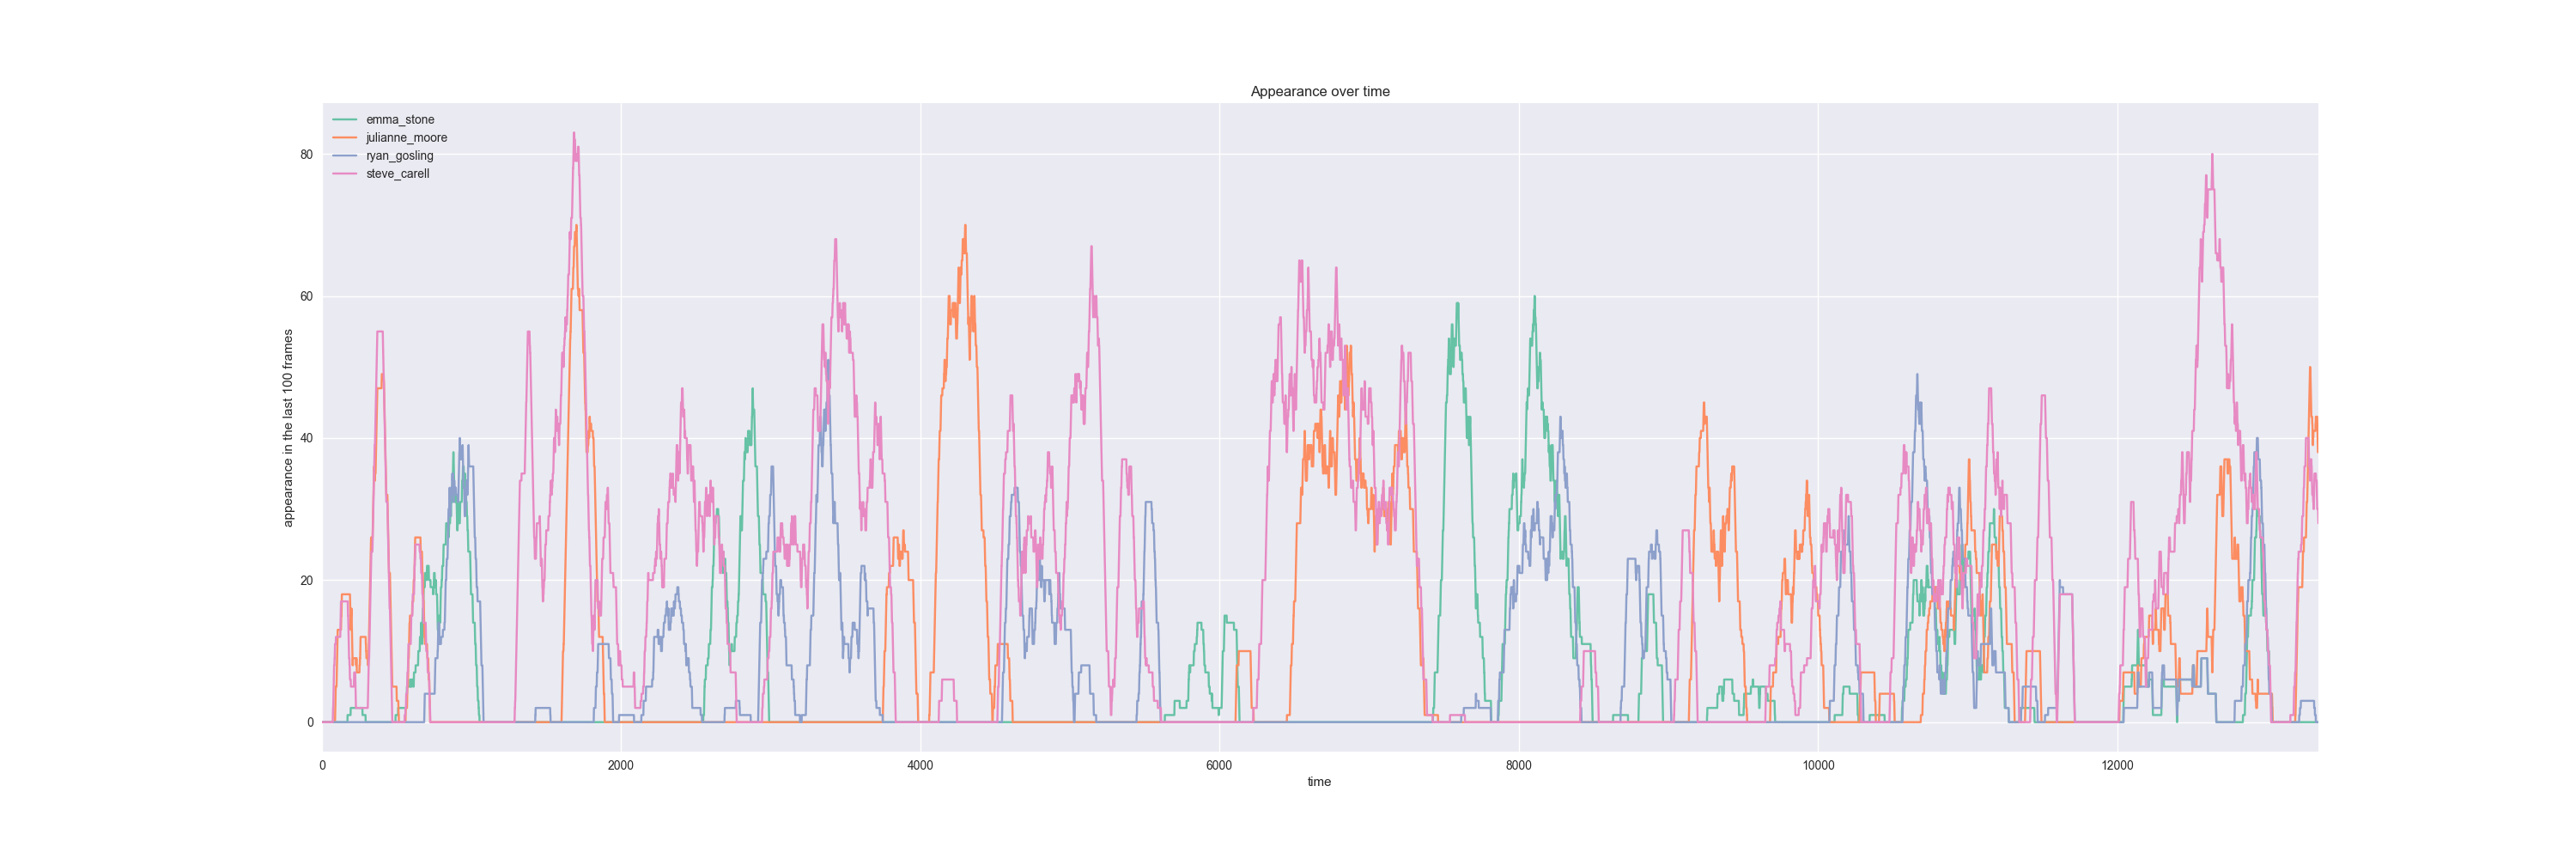 Appearance over time
emma_stone
julianne_moore
ryan_gosling
steve_carell
appearance in the last 100 frames
80
60
40
20
0
0 2000 4000 6000 8000 10000 12000
time